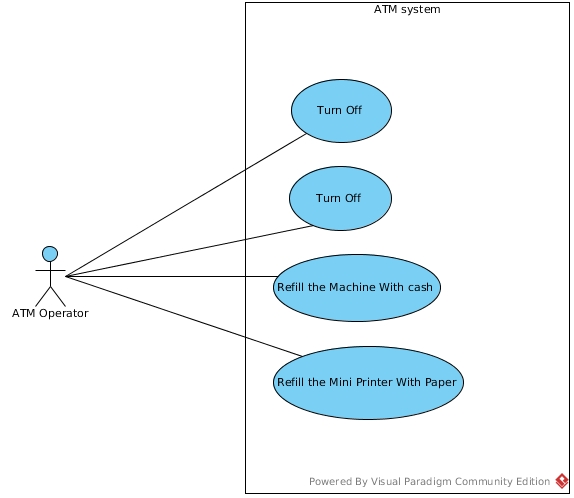 ATM system
Turn Off
Turn Off
Refill the Machine With cash
ATM Operator
Refill the Mini Printer With Paper
Powered By Visual Paradigm Community Edition